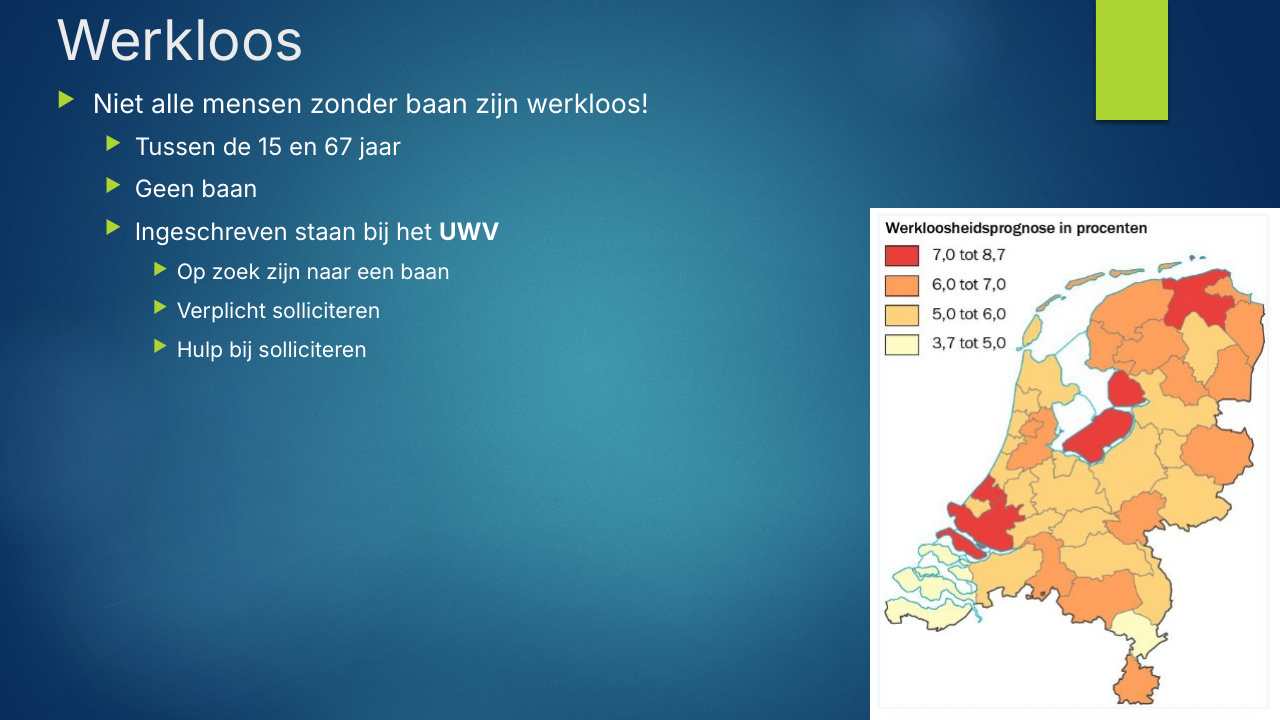 Werkloos
Niet alle mensen zonder baan zijn werkloos!
Tussen de 15 en 67 jaar
Geen baan
Ingeschreven staan bij het UWV
Op zoek zijn naar een baan
Verplicht solliciteren
Hulp bij solliciteren
Werkloosheidsprognose in procenten
7,0 tot 8,7
6,0 tot 7,0
5,0 tot 6,0
3,7 tot 5,0